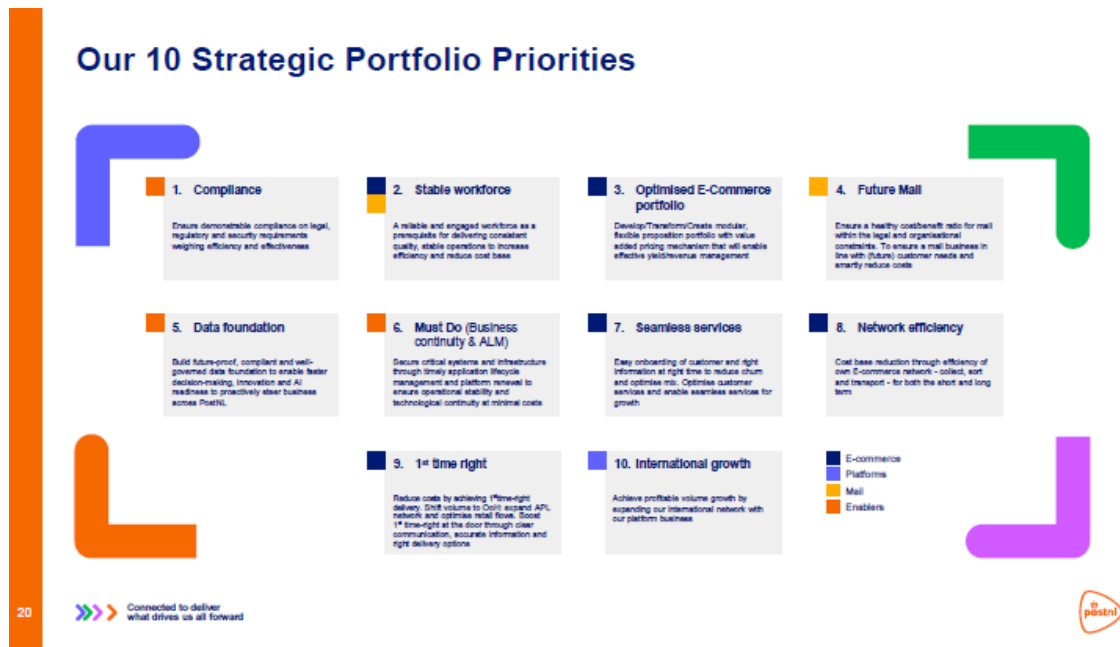 Our 10 Strategic Portfolio Priorities
1. Compliance
Ensure demonstrable compliance on legal,
regulatory and security requirements
weighing efficiency and effectiveness
2. Stable workforce
A reliable and engaged workforce as a
prerequisite for delivering consistent
quality, stable operations to increase
efficiency and reduce cost base
3. Optimised E-Commerce
portfolio
Develop/Transform/Create modular,
flexible proposition portfolio with value
added pricing mechanism that will enable
effective yield/revenue management
4. Future Mail
Ensure a healthy cost/benefit ratio for mail
within the legal and organisational
constraints. To ensure a mail business in
line with (future) customer needs and
smartly reduce costs
5. Data foundation
Build future-proof, compliant and well-
governed data foundation to enable faster
decision-making, innovation and AI
readiness to proactively steer business
across PostNL
6. Must Do (Business
continuity & ALM)
Secure critical systems and infrastructure
through timely application lifecycle
management and platform renewal to
ensure operational stability and
technological continuity at minimal costs
7. Seamless services
Easy onboarding of customer and right
information at right time to reduce churn
and optimise mix. Optimise customer
services and enable seamless services for
growth
8. Network efficiency
Cost base reduction through efficiency of
own E-commerce network - collect, sort
and transport - for both the short and long
term
9. 1st time right
Reduce costs by achieving 1st time-right
delivery. Shift volume to OoH: expand APL
network and optimise retail flows. Boost
1st time-right at the door through clear
communication, accurate information and
right delivery options
10. International growth
Achieve profitable volume growth by
expanding our international network with
our platform business
E-commerce
Platforms
Mail
Enablers
20
Connected to deliver
what drives us all forward
postnl